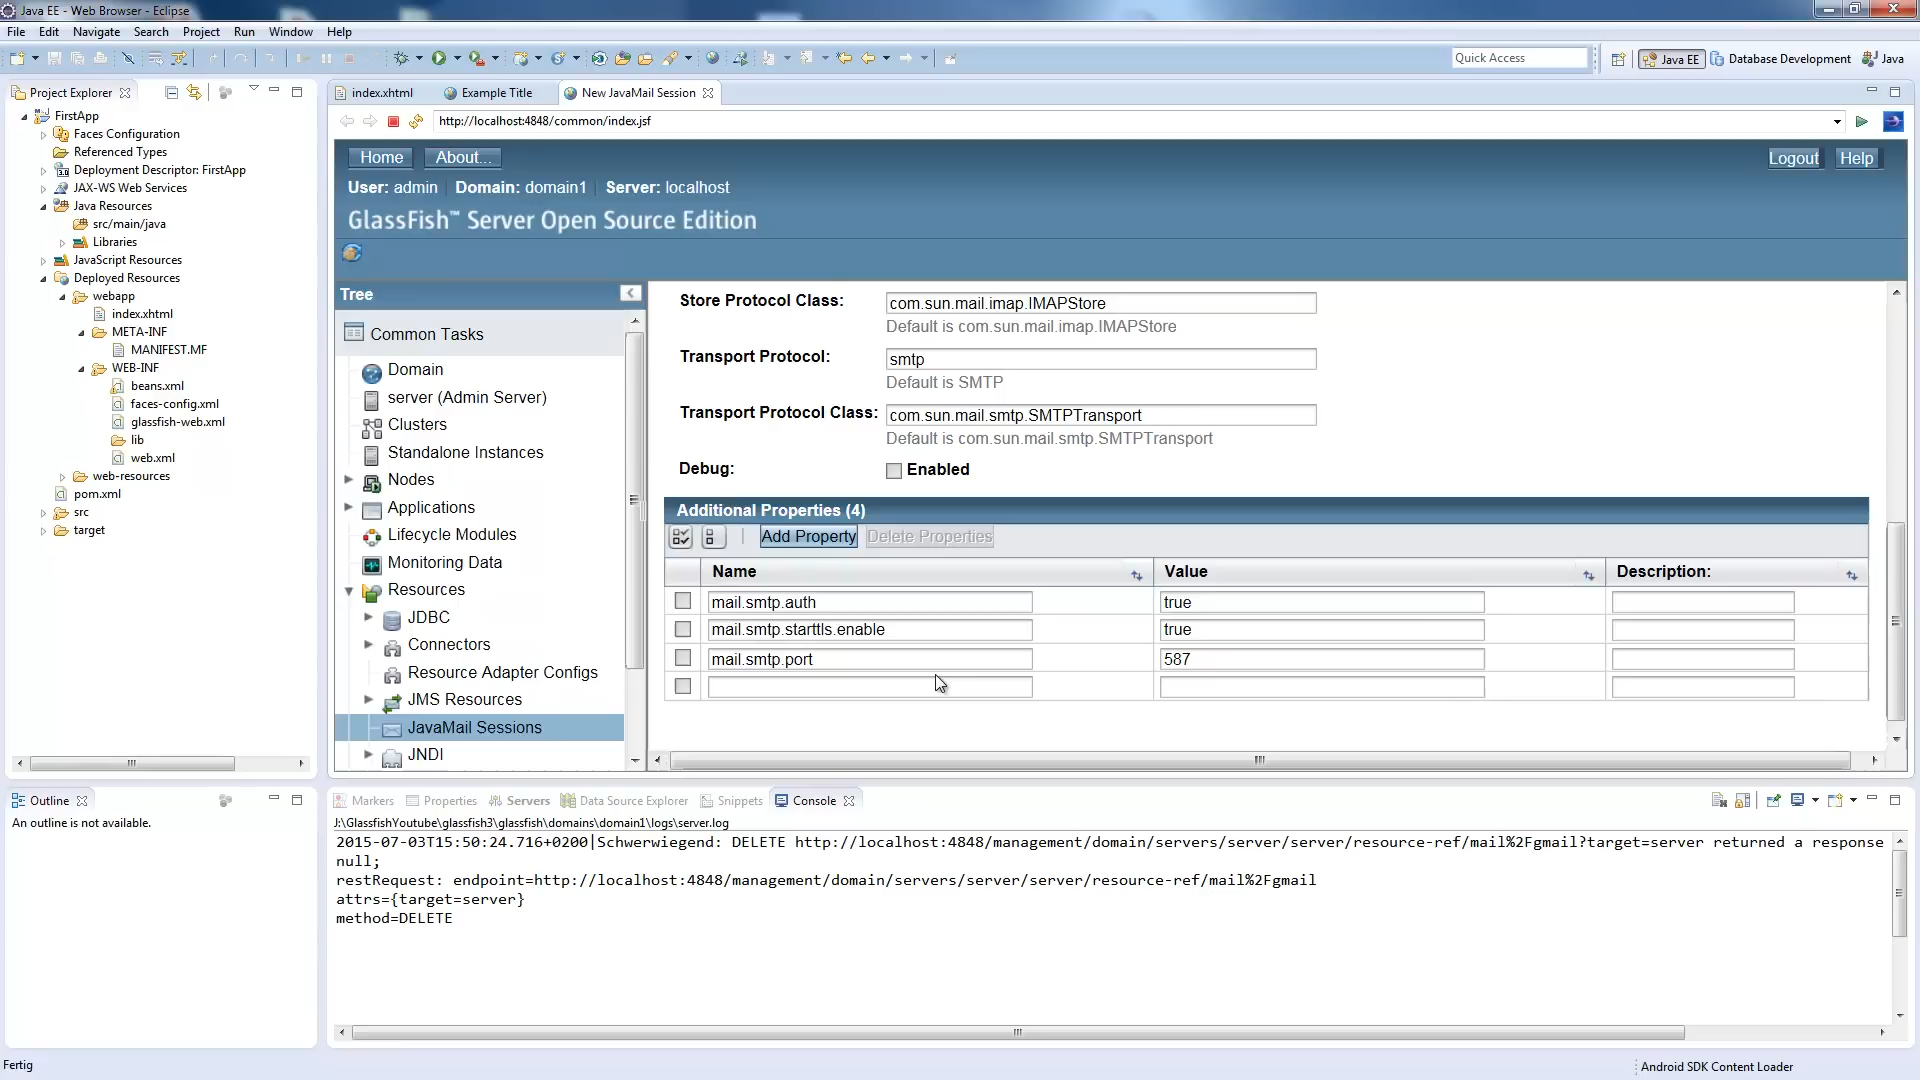 Java EE - Web Browser - Eclipse
File Edit Navigate Search Project Run Window Help
Quick Access
Java EE
Database Development
Java
Project Explorer
FirstApp
Faces Configuration
Referenced Types
Deployment Descriptor: FirstApp
JAX-WS Web Services
Java Resources
src/main/java
Libraries
JavaScript Resources
Deployed Resources
webapp
index.xhtml
META-INF
MANIFEST.MF
WEB-INF
beans.xml
faces-config.xml
glassfish-web.xml
lib
web.xml
web-resources
pom.xml
src
target
index.xhtml
Example Title
New JavaMail Session
http://localhost:4848/common/index.jsf
Home
About...
Logout
Help
User: admin Domain: domain1 Server: localhost
GlassFish™ Server Open Source Edition
Tree
Common Tasks
Domain
server (Admin Server)
Clusters
Standalone Instances
Nodes
Applications
Lifecycle Modules
Monitoring Data
Resources
JDBC
Connectors
Resource Adapter Configs
JMS Resources
JavaMail Sessions
JNDI
Store Protocol Class: com.sun.mail.imap.IMAPStore
Default is com.sun.mail.imap.IMAPStore
Transport Protocol: smtp
Default is SMTP
Transport Protocol Class: com.sun.mail.smtp.SMTPTransport
Default is com.sun.mail.smtp.SMTPTransport
Debug: Enabled
Additional Properties (4)
Add Property Delete Properties
Name Value Description:
mail.smtp.auth true
mail.smtp.starttls.enable true
mail.smtp.port 587
Outline
An outline is not available.
Markers Properties Servers Data Source Explorer Snippets Console
J:\GlassfishYoutube\glassfish3\glassfish\domains\domain1\logs\server.log
2015-07-03T15:50:24.716+0200|Schwerwiegend: DELETE http://localhost:4848/management/domain/servers/server/server/resource-ref/mail%2Fgmail?target=server returned a response
null;
restRequest: endpoint=http://localhost:4848/management/domain/servers/server/server/resource-ref/mail%2Fgmail
attrs={target=server}
method=DELETE
Fertig
Android SDK Content Loader